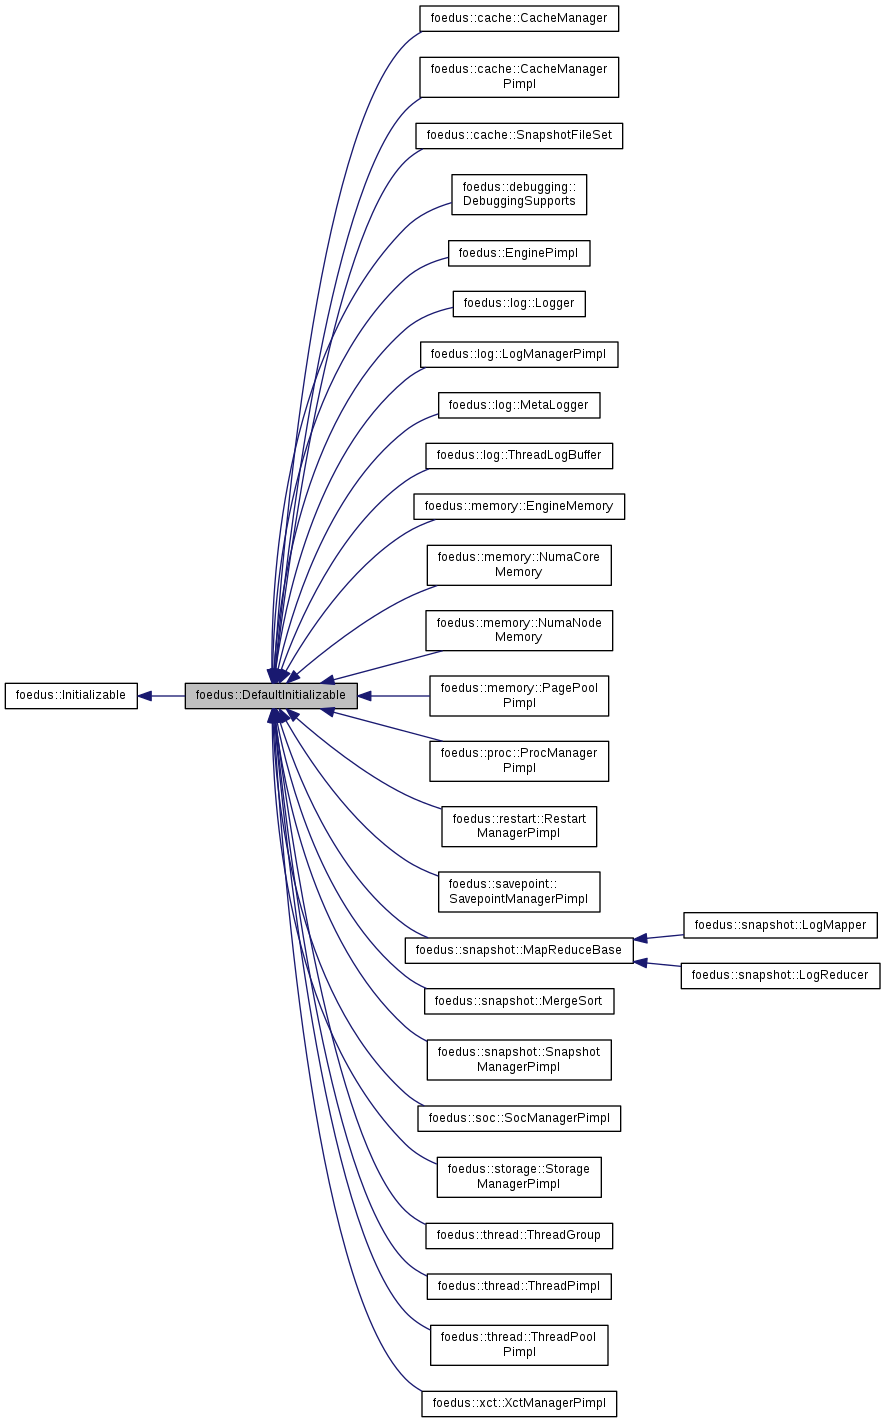 foedus::cache::CacheManager
foedus::cache::CacheManager
Pimpl
foedus::cache::SnapshotFileSet
foedus::debugging::
DebuggingSupports
foedus::EnginePimpl
foedus::log::Logger
foedus::log::LogManagerPimpl
foedus::log::MetaLogger
foedus::log::ThreadLogBuffer
foedus::memory::EngineMemory
foedus::memory::NumaCore
Memory
foedus::memory::NumaNode
Memory
foedus::Initializable
foedus::DefaultInitializable
foedus::memory::PagePool
Pimpl
foedus::proc::ProcManager
Pimpl
foedus::restart::Restart
ManagerPimpl
foedus::savepoint::
SavepointManagerPimpl
foedus::snapshot::MapReduceBase
foedus::snapshot::LogMapper
foedus::snapshot::LogReducer
foedus::snapshot::MergeSort
foedus::snapshot::Snapshot
ManagerPimpl
foedus::soc::SocManagerPimpl
foedus::storage::Storage
ManagerPimpl
foedus::thread::ThreadGroup
foedus::thread::ThreadPimpl
foedus::thread::ThreadPool
Pimpl
foedus::xct::XctManagerPimpl